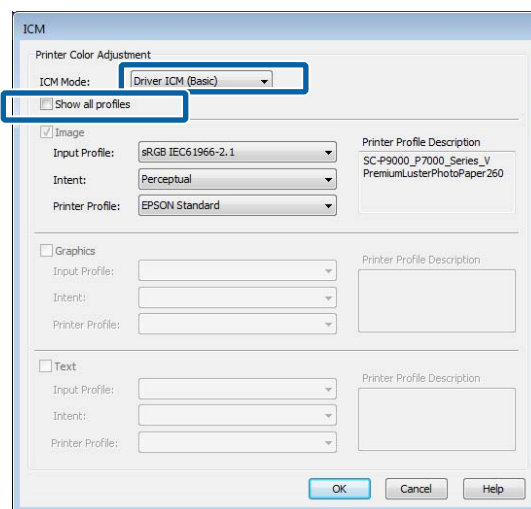 ICM
Printer Color Adjustment
ICM Mode: Driver ICM (Basic)
Show all profiles
Image
Input Profile: sRGB IEC61966-2.1
Intent: Perceptual
Printer Profile: EPSON Standard
Printer Profile Description
SC-P9000_P7000_Series_V
PremiumLusterPhotoPaper260
Graphics
Input Profile:
Intent:
Printer Profile:
Printer Profile Description
Text
Input Profile:
Intent:
Printer Profile:
Printer Profile Description
OK Cancel Help